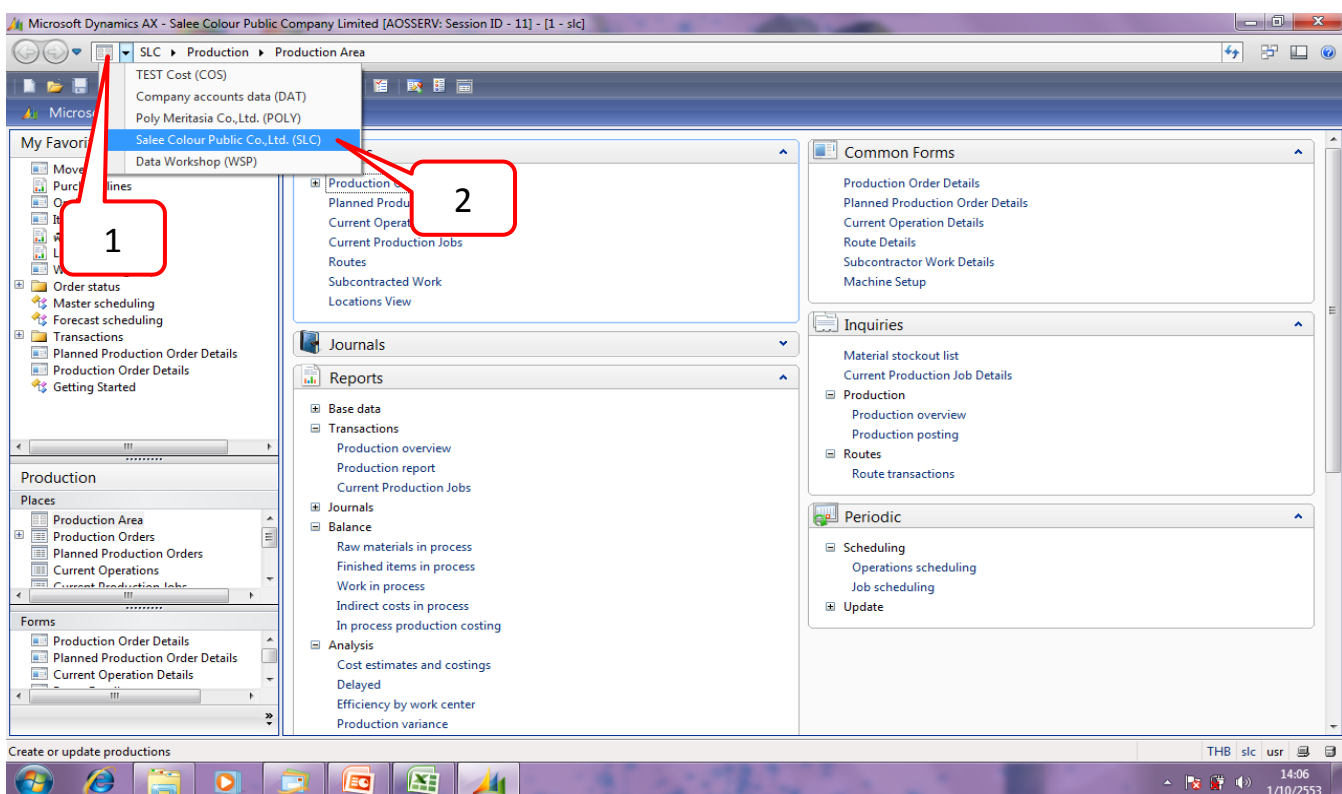 Microsoft Dynamics AX - Salee Colour Public Company Limited [AOSSERV: Session ID - 11] - [1 - slc]
SLC Production Production Area
TEST Cost (COS)
Company accounts data (DAT)
Poly Meritasia Co.,Ltd. (POLY)
Salee Colour Public Co.,Ltd. (SLC)
Data Workshop (WSP)
1
2
My Favori
Move
Purch lines
Order status
Master scheduling
Forecast scheduling
Transactions
Planned Production Order Details
Production Order Details
Getting Started
Production
Places
Production Area
Production Orders
Planned Production Orders
Current Operations
Current Production Jobs
Forms
Production Order Details
Planned Production Order Details
Current Operation Details
Production
Planned Produ
Current Operat
Current Production Jobs
Routes
Subcontracted Work
Locations View
Journals
Reports
Base data
Transactions
Production overview
Production report
Current Production Jobs
Journals
Balance
Raw materials in process
Finished items in process
Work in process
Indirect costs in process
In process production costing
Analysis
Cost estimates and costings
Delayed
Efficiency by work center
Production variance
Common Forms
Production Order Details
Planned Production Order Details
Current Operation Details
Route Details
Subcontractor Work Details
Machine Setup
Inquiries
Material stockout list
Current Production Job Details
Production
Production overview
Production posting
Routes
Route transactions
Periodic
Scheduling
Operations scheduling
Job scheduling
Update
Create or update productions
THB slc usr
14:06
1/10/2553